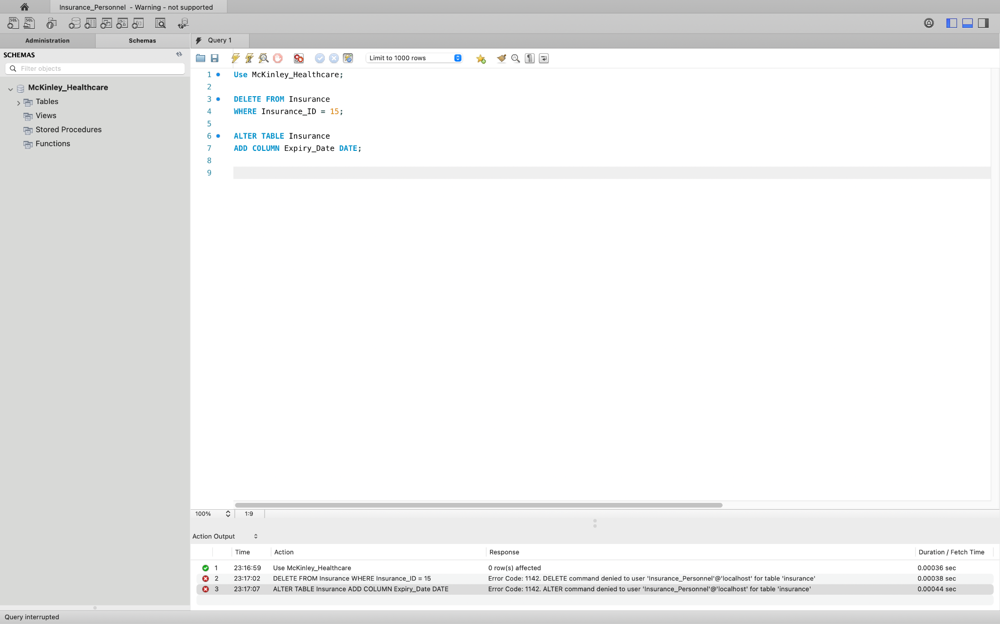 Insurance_Personnel - Warning - not supported
SQL SQL
Administration Schemas
Query 1
SCHEMAS
Filter objects
McKinley_Healthcare
Tables
Views
Stored Procedures
Functions
Limit to 1000 rows
1 Use McKinley_Healthcare;
2
3 DELETE FROM Insurance
4 WHERE Insurance_ID = 15;
5
6 ALTER TABLE Insurance
7 ADD COLUMN Expiry_Date DATE;
8
9
100% 1:9
Action Output
Time Action Response Duration / Fetch Time
1 23:16:59 Use McKinley_Healthcare 0 row(s) affected 0.00036 sec
2 23:17:02 DELETE FROM Insurance WHERE Insurance_ID = 15 Error Code: 1142. DELETE command denied to user 'Insurance_Personnel'@'localhost' for table 'insurance' 0.00038 sec
3 23:17:07 ALTER TABLE Insurance ADD COLUMN Expiry_Date DATE Error Code: 1142. ALTER command denied to user 'Insurance_Personnel'@'localhost' for table 'insurance' 0.00044 sec
Query interrupted